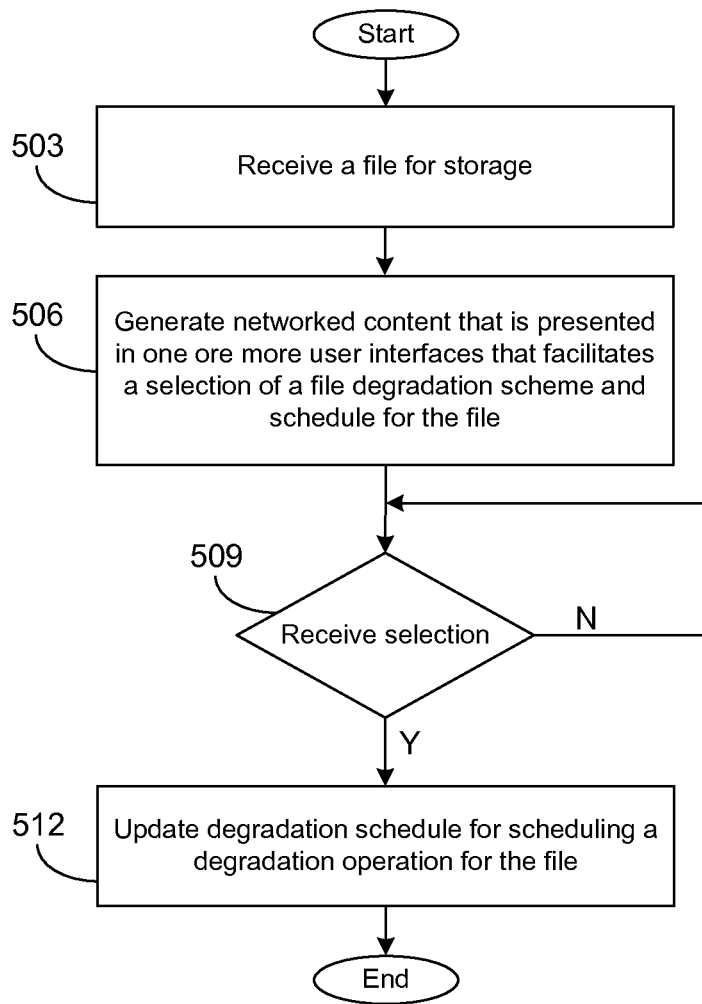 Start
503
Receive a file for storage
506
Generate networked content that is presented
in one ore more user interfaces that facilitates
a selection of a file degradation scheme and
schedule for the file
509
Receive selection
N
Y
512
Update degradation schedule for scheduling a
degradation operation for the file
End